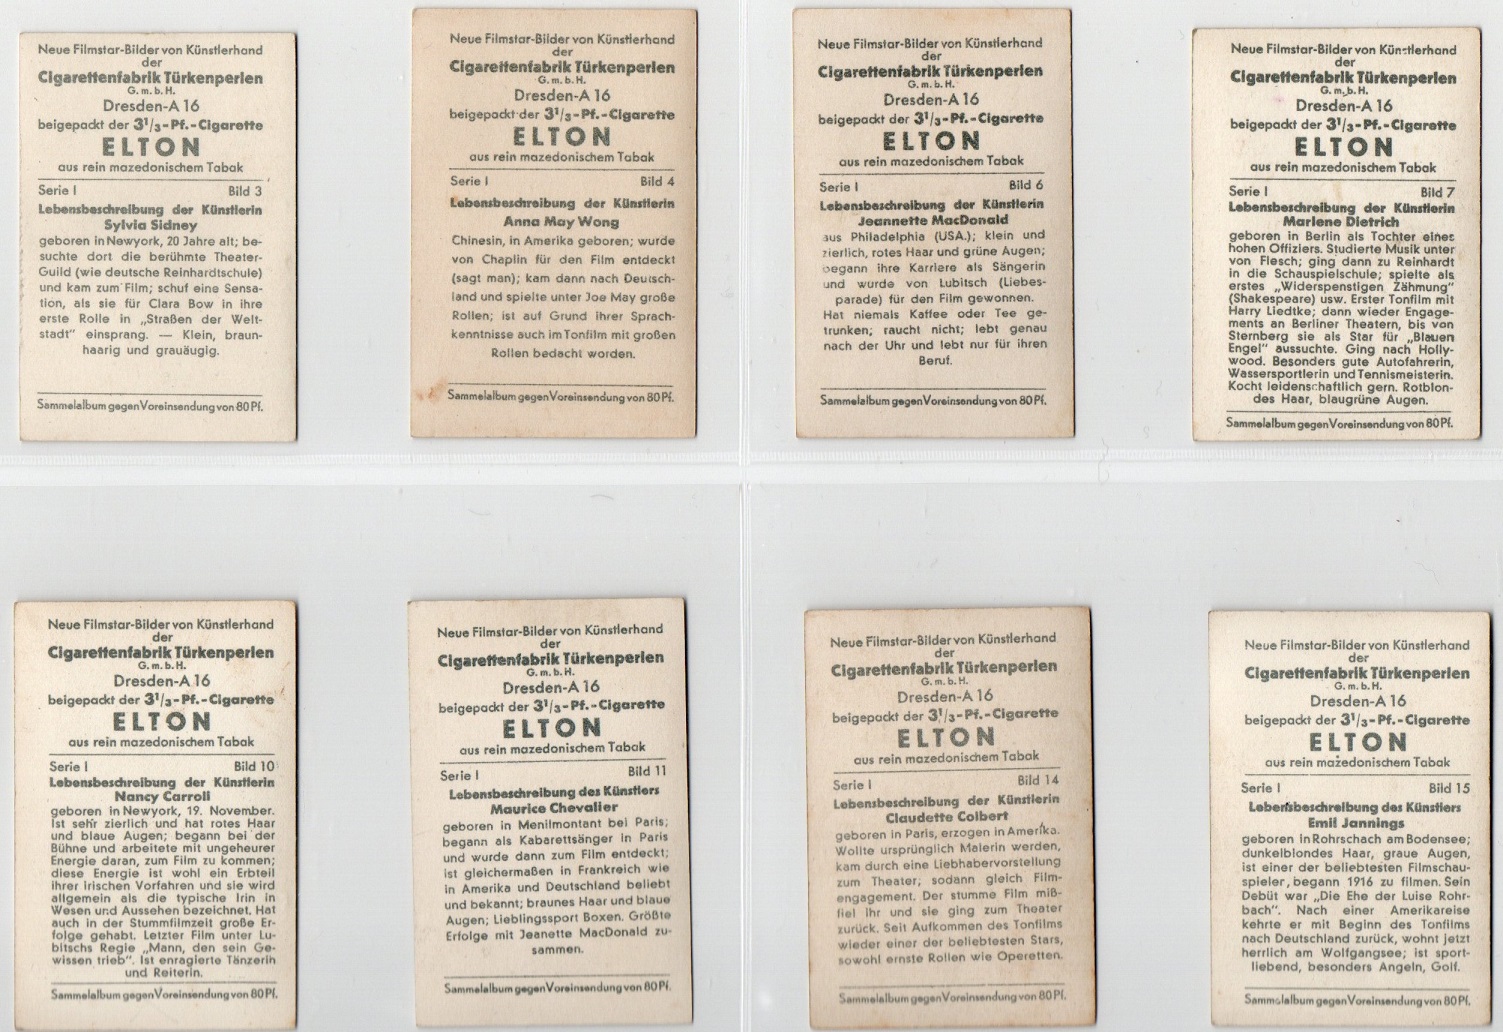 Neue Filmstar-Bilder von Künstlerhand
der
Cigarettenfabrik Türkenperlen
G. m. b. H.
Dresden-A 16
beigepackt der 3¹/₃-Pf.-Cigarette
ELTON
aus rein mazedonischem Tabak
Serie I Bild 3
Lebensbeschreibung der Künstlerin
Sylvia Sidney
geboren in Newyork, 20 Jahre alt; be-
suchte dort die berühmte Theater-
Guild (wie deutsche Reinhardtschule)
und kam zum Film; schuf eine Sensa-
tion, als sie für Clara Bow in ihre
erste Rolle in „Straßen der Welt-
stadt" einsprang. — Klein, braun-
haarig und grauäugig.
Sammelalbum gegen Voreinsendung von 80 Pf.
Neue Filmstar-Bilder von Künstlerhand
der
Cigarettenfabrik Türkenperlen
G. m. b. H.
Dresden-A 16
beigepackt der 3¹/₃-Pf.-Cigarette
ELTON
aus rein mazedonischem Tabak
Serie I Bild 4
Lebensbeschreibung der Künstlerin
Anna May Wong
Chinesin, in Amerika geboren; wurde
von Chaplin für den Film entdeckt
(sagt man); kam dann nach Deutsch-
land und spielte unter Joe May große
Rollen; ist auf Grund ihrer Sprach-
kenntnisse auch im Tonfilm mit großen
Rollen bedacht worden.
Sammelalbum gegen Voreinsendung von 80 Pf.
Neue Filmstar-Bilder von Künstlerhand
der
Cigarettenfabrik Türkenperlen
G. m. b. H.
Dresden-A 16
beigepackt der 3¹/₃-Pf.-Cigarette
ELTON
aus rein mazedonischem Tabak
Serie I Bild 6
Lebensbeschreibung der Künstlerin
Jeannette MacDonald
aus Philadelphia (USA.); klein und
zierlich, rotes Haar und grüne Augen;
begann ihre Karriere als Sängerin
und wurde von Lubitsch (Liebes-
parade) für den Film gewonnen.
Hat niemals Kaffee oder Tee ge-
trunken; raucht nicht; lebt genau
nach der Uhr und lebt nur für ihren
Beruf.
Sammelalbum gegen Voreinsendung von 80 Pf.
Neue Filmstar-Bilder von Künstlerhand
der
Cigarettenfabrik Türkenperlen
G. m. b. H.
Dresden-A 16
beigepackt der 3¹/₃-Pf.-Cigarette
ELTON
aus rein mazedonischem Tabak
Serie I Bild 7
Lebensbeschreibung der Künstlerin
Marlene Dietrich
geboren in Berlin als Tochter eines
hohen Offiziers. Studierte Musik unter
von Flesch; ging dann zu Reinhardt
in die Schauspielschule; spielte als
erstes „Widerspenstigen Zähmung"
(Shakespeare) usw. Erster Tonfilm mit
Harry Liedtke; dann wieder Engage-
ments an Berliner Theatern, bis von
Sternberg sie als Star für „Blauen
Engel" aussuchte. Ging nach Holly-
wood. Besonders gute Autofahrerin,
Wassersportlerin und Tennismeisterin.
Kocht leidenschaftlich gern. Rotblon-
des Haar, blaugrüne Augen.
Sammelalbum gegen Voreinsendung von 80 Pf.
Neue Filmstar-Bilder von Künstlerhand
der
Cigarettenfabrik Türkenperlen
G. m. b. H.
Dresden-A 16
beigepackt der 3¹/₃-Pf.-Cigarette
ELTON
aus rein mazedonischem Tabak
Serie I Bild 10
Lebensbeschreibung der Künstlerin
Nancy Carroll
geboren in Newyork, 19. November.
Ist sehr zierlich und hat rotes Haar
und blaue Augen; begann bei der
Bühne und arbeitete mit ungeheurer
Energie daran, zum Film zu kommen;
diese Energie ist wohl ein Erbteil
ihrer irischen Vorfahren und sie wird
allgemein als die typische Irin in
Wesen und Aussehen bezeichnet. Hat
auch in der Stummfilmzeit große Er-
folge gehabt. Letzter Film unter Lu-
bitschs Regie „Mann, den sein Ge-
wissen trieb". Ist enragierte Tänzerin
und Reiterin.
Sammelalbum gegen Voreinsendung von 80 Pf.
Neue Filmstar-Bilder von Künstlerhand
der
Cigarettenfabrik Türkenperlen
G. m. b. H.
Dresden-A 16
beigepackt der 3¹/₃-Pf.-Cigarette
ELTON
aus rein mazedonischem Tabak
Serie I Bild 11
Lebensbeschreibung des Künstlers
Maurice Chevalier
geboren in Menilmontant bei Paris;
begann als Kabarettsänger in Paris
und wurde dann zum Film entdeckt;
ist gleichermaßen in Frankreich wie
in Amerika und Deutschland beliebt
und bekannt; braunes Haar und blaue
Augen; Lieblingssport Boxen. Größte
Erfolge mit Jeanette MacDonald zu-
sammen.
Sammelalbum gegen Voreinsendung von 80 Pf.
Neue Filmstar-Bilder von Künstlerhand
der
Cigarettenfabrik Türkenperlen
G. m. b. H.
Dresden-A 16
beigepackt der 3¹/₃-Pf.-Cigarette
ELTON
aus rein mazedonischem Tabak
Serie I Bild 14
Lebensbeschreibung der Künstlerin
Claudette Colbert
geboren in Paris, erzogen in Amerika.
Wollte ursprünglich Malerin werden,
kam durch eine Liebhabervorstellung
zum Theater; sodann gleich Film-
engagement. Der stumme Film miß-
fiel ihr und sie ging zum Theater
zurück. Seit Aufkommen des Tonfilms
wieder einer der beliebtesten Stars,
sowohl ernste Rollen wie Operetten.
Sammelalbum gegen Voreinsendung von 80 Pf.
Neue Filmstar-Bilder von Künstlerhand
der
Cigarettenfabrik Türkenperlen
G. m. b. H.
Dresden-A 16
beigepackt der 3¹/₃-Pf.-Cigarette
ELTON
aus rein mazedonischem Tabak
Serie I Bild 15
Lebensbeschreibung des Künstlers
Emil Jannings
geboren in Rohrschach am Bodensee;
dunkelblondes Haar, graue Augen,
ist einer der beliebtesten Filmschau-
spieler, begann 1916 zu filmen. Sein
Debüt war „Die Ehe der Luise Rohr-
bach". Nach einer Amerikareise
kehrte er mit Beginn des Tonfilms
nach Deutschland zurück, wohnt jetzt
herrlich am Wolfgangsee; ist sport-
liebend, besonders Angeln, Golf.
Sammelalbum gegen Voreinsendung von 80 Pf.